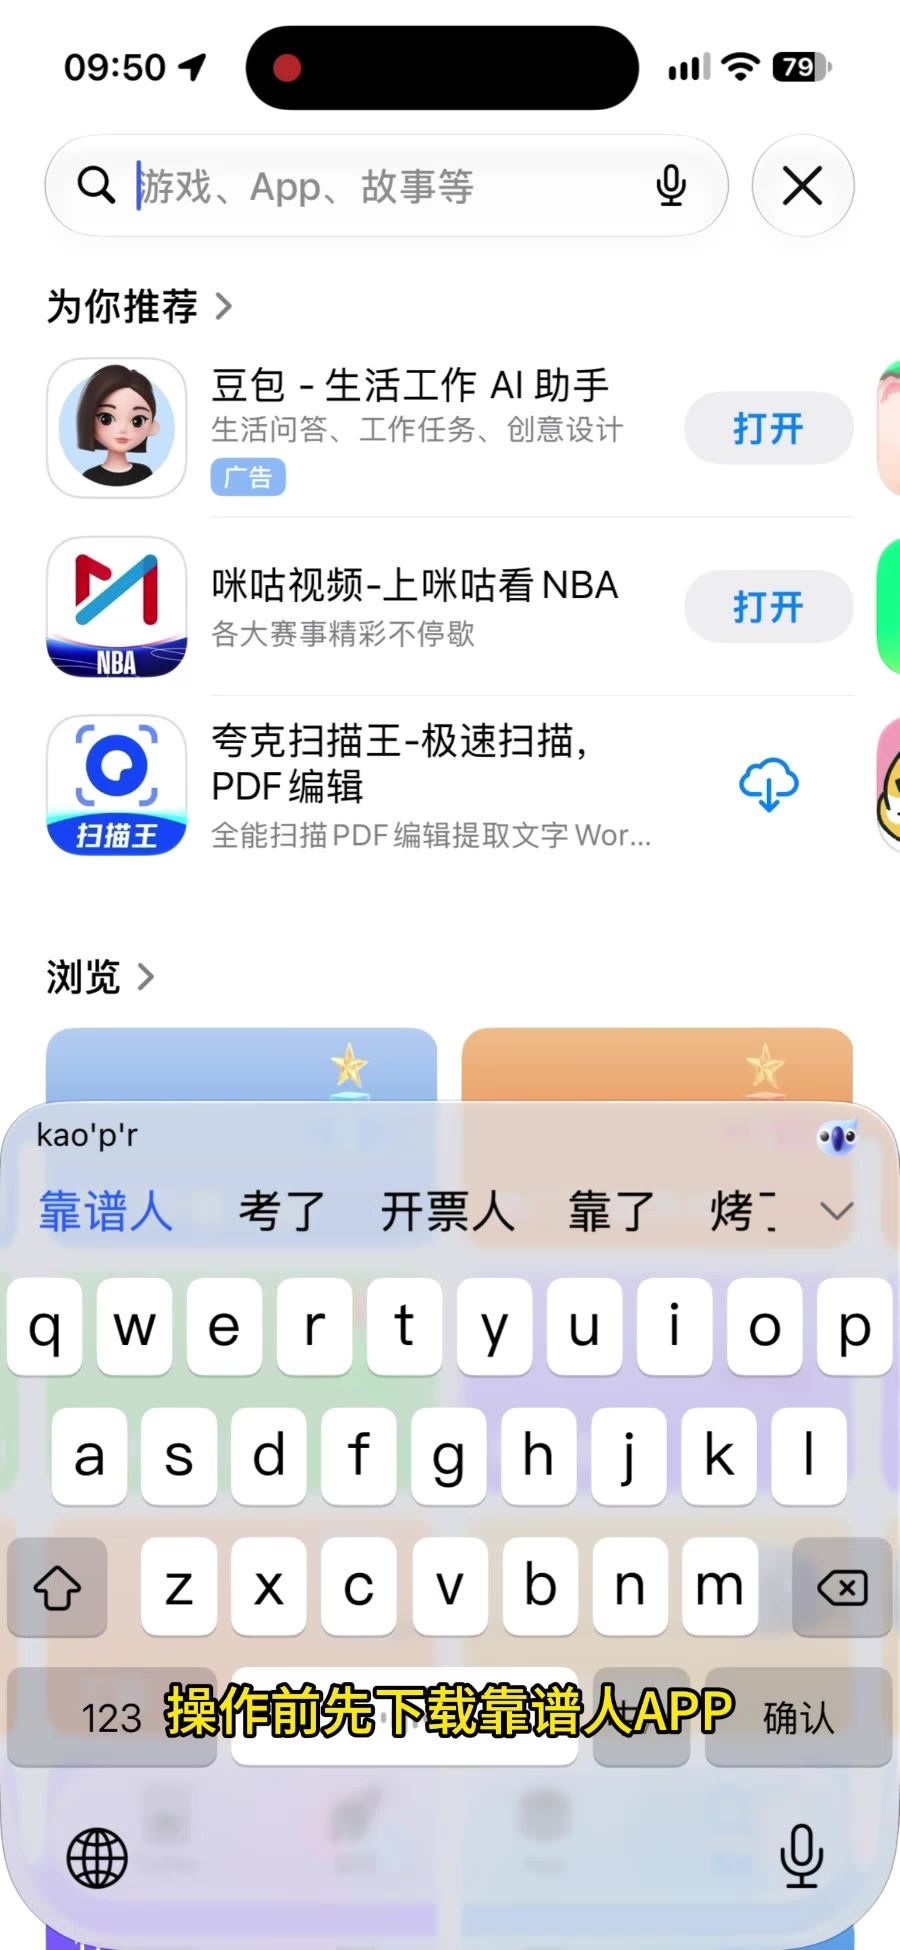 09:50
79
游戏、App、故事等
为你推荐
豆包 - 生活工作 AI 助手
生活问答、工作任务、创意设计
广告
打开
NBA
咪咕视频-上咪咕看NBA
各大赛事精彩不停歇
打开
扫描王
夸克扫描王-极速扫描，
PDF编辑
全能扫描PDF编辑提取文字Wor...
浏览
kao'p'r
靠谱人 考了 开票人 靠了 烤
q w e r t y u i o p
a s d f g h j k l
z x c v b n m
123 确认
操作前先下载靠谱人APP